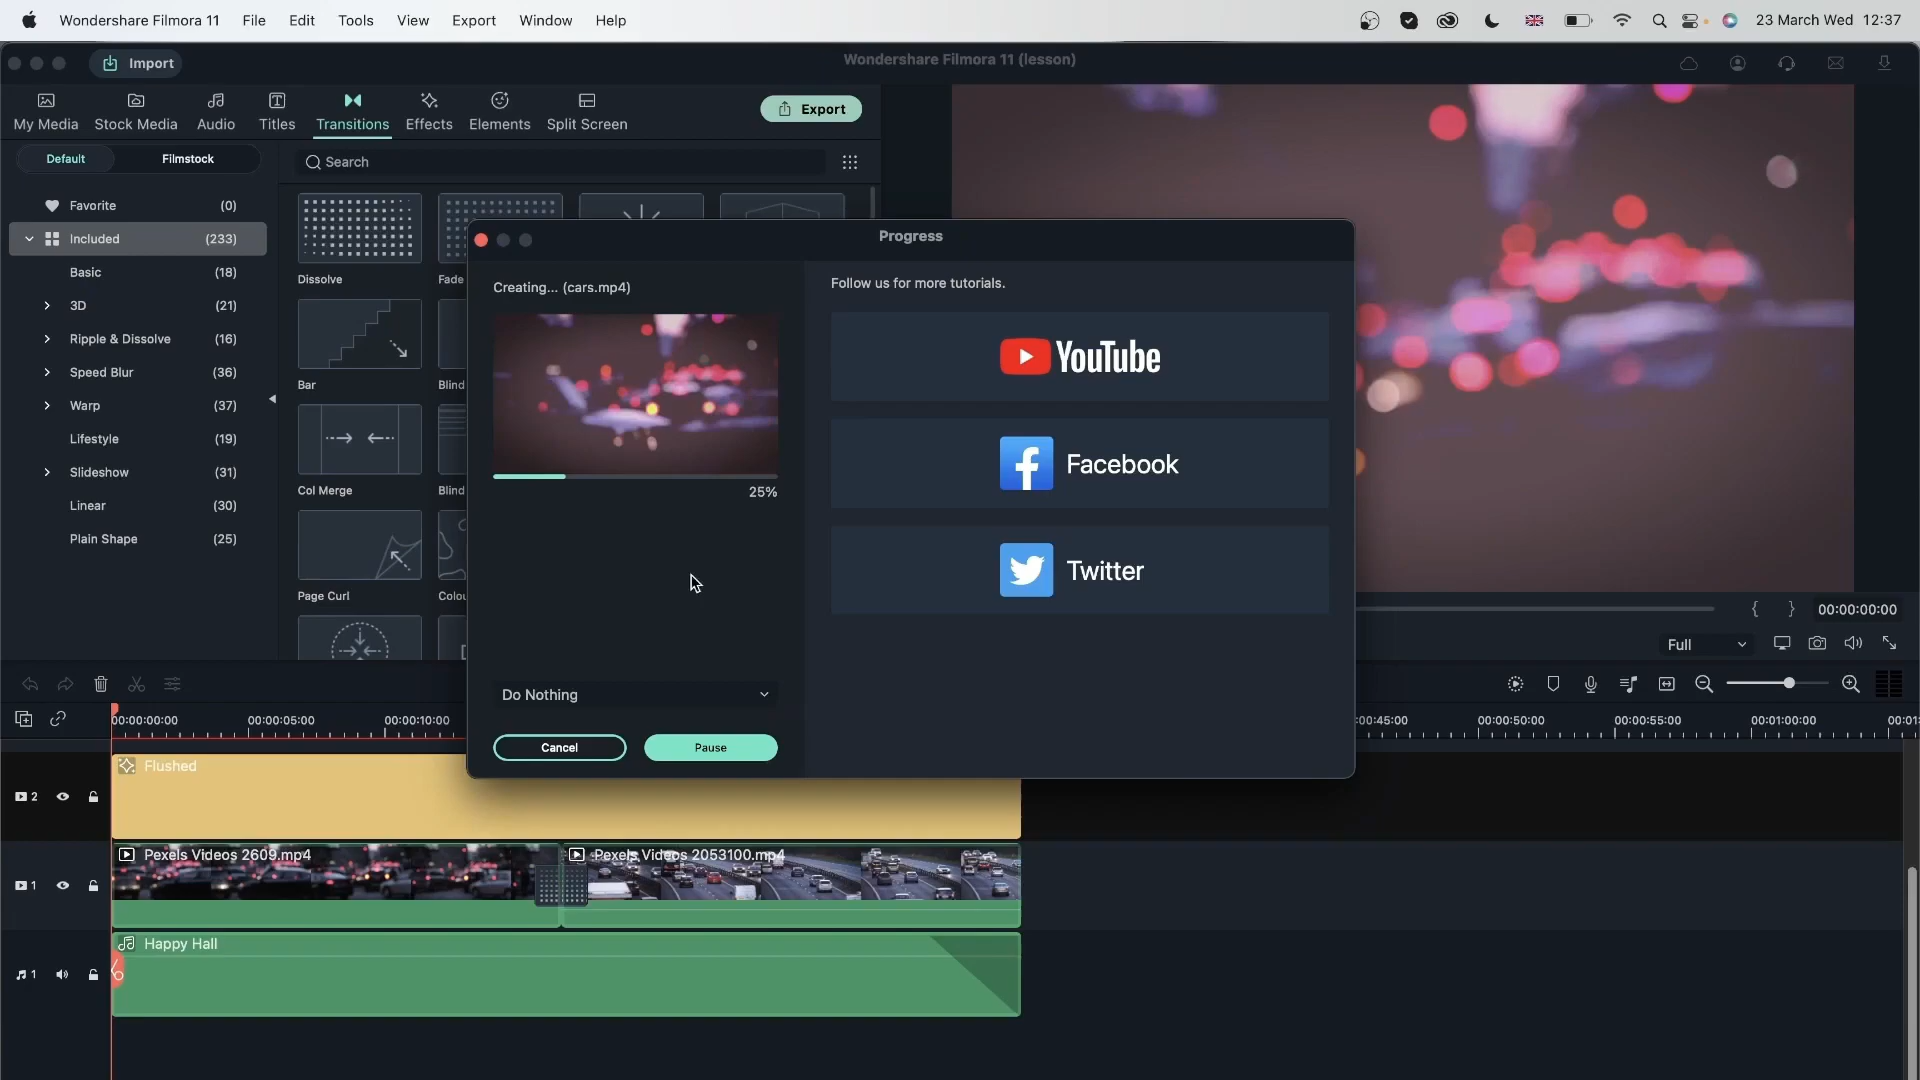 Wondershare Filmora 11 File Edit Tools View Export Window Help 23 March Wed 12:37
Import Wondershare Filmora 11 (lesson)
My Media Stock Media Audio Titles Transitions Effects Elements Split Screen Export
Default Filmstock Search
Favorite (0)
Included (233)
Basic (18)
3D (21)
Ripple & Dissolve (16)
Speed Blur (36)
Warp (37)
Lifestyle (19)
Slideshow (31)
Linear (30)
Plain Shape (25)
Dissolve Fade
Bar Blind
Col Merge Blind
Page Curl Colou
Progress
Creating... (cars.mp4)
25%
Do Nothing
Cancel Pause
Follow us for more tutorials.
YouTube
Facebook
Twitter
{ } 00:00:00:00
Full
00:00:00:00 00:00:05:00 00:00:10:00 :00:45:00 00:00:50:00 00:00:55:00 00:01:00:00 00:01:
2 Flushed
1 Pexels Videos 2609.mp4 Pexels Videos 2053100.mp4
1 Happy Hall